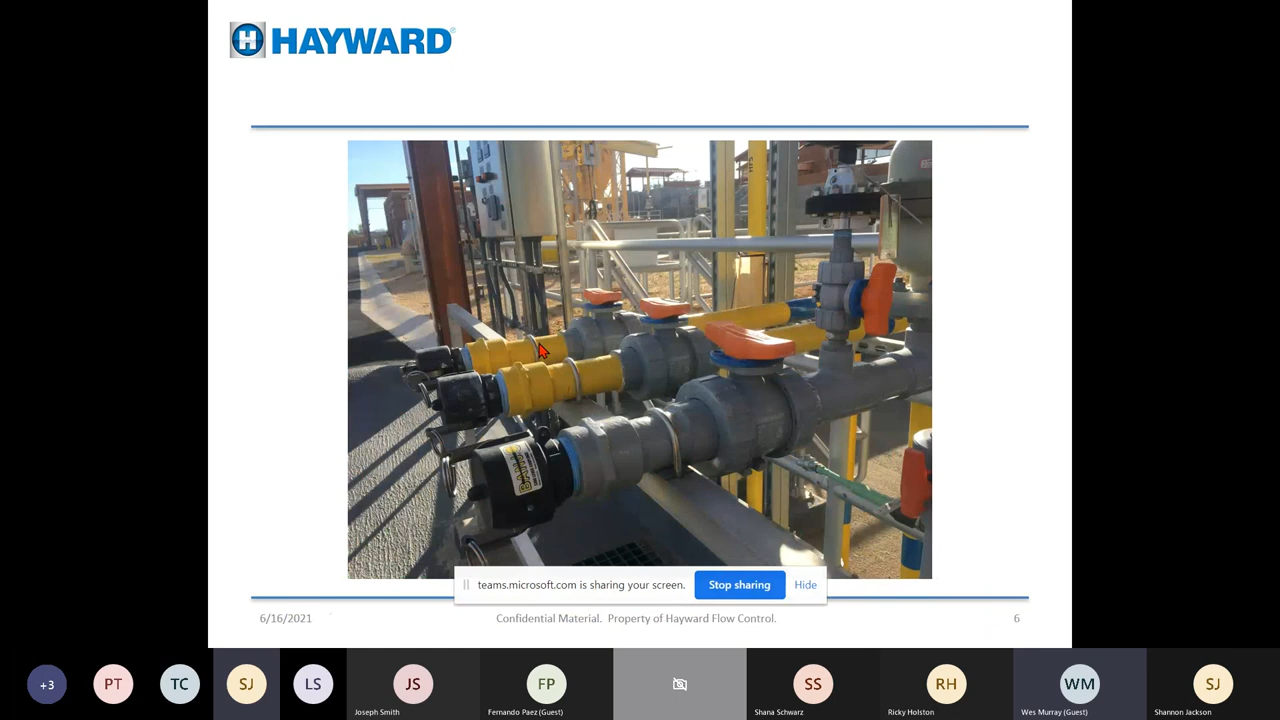 H HAYWARD®
teams.microsoft.com is sharing your screen.
Stop sharing
Hide
6/16/2021
Confidential Material. Property of Hayward Flow Control.
6
+3
PT
TC
SJ
LS
JS
FP
SS
RH
WM
SJ
Joseph Smith
Fernando Paez (Guest)
Shana Schwarz
Ricky Holston
Wes Murray (Guest)
Shannon Jackson